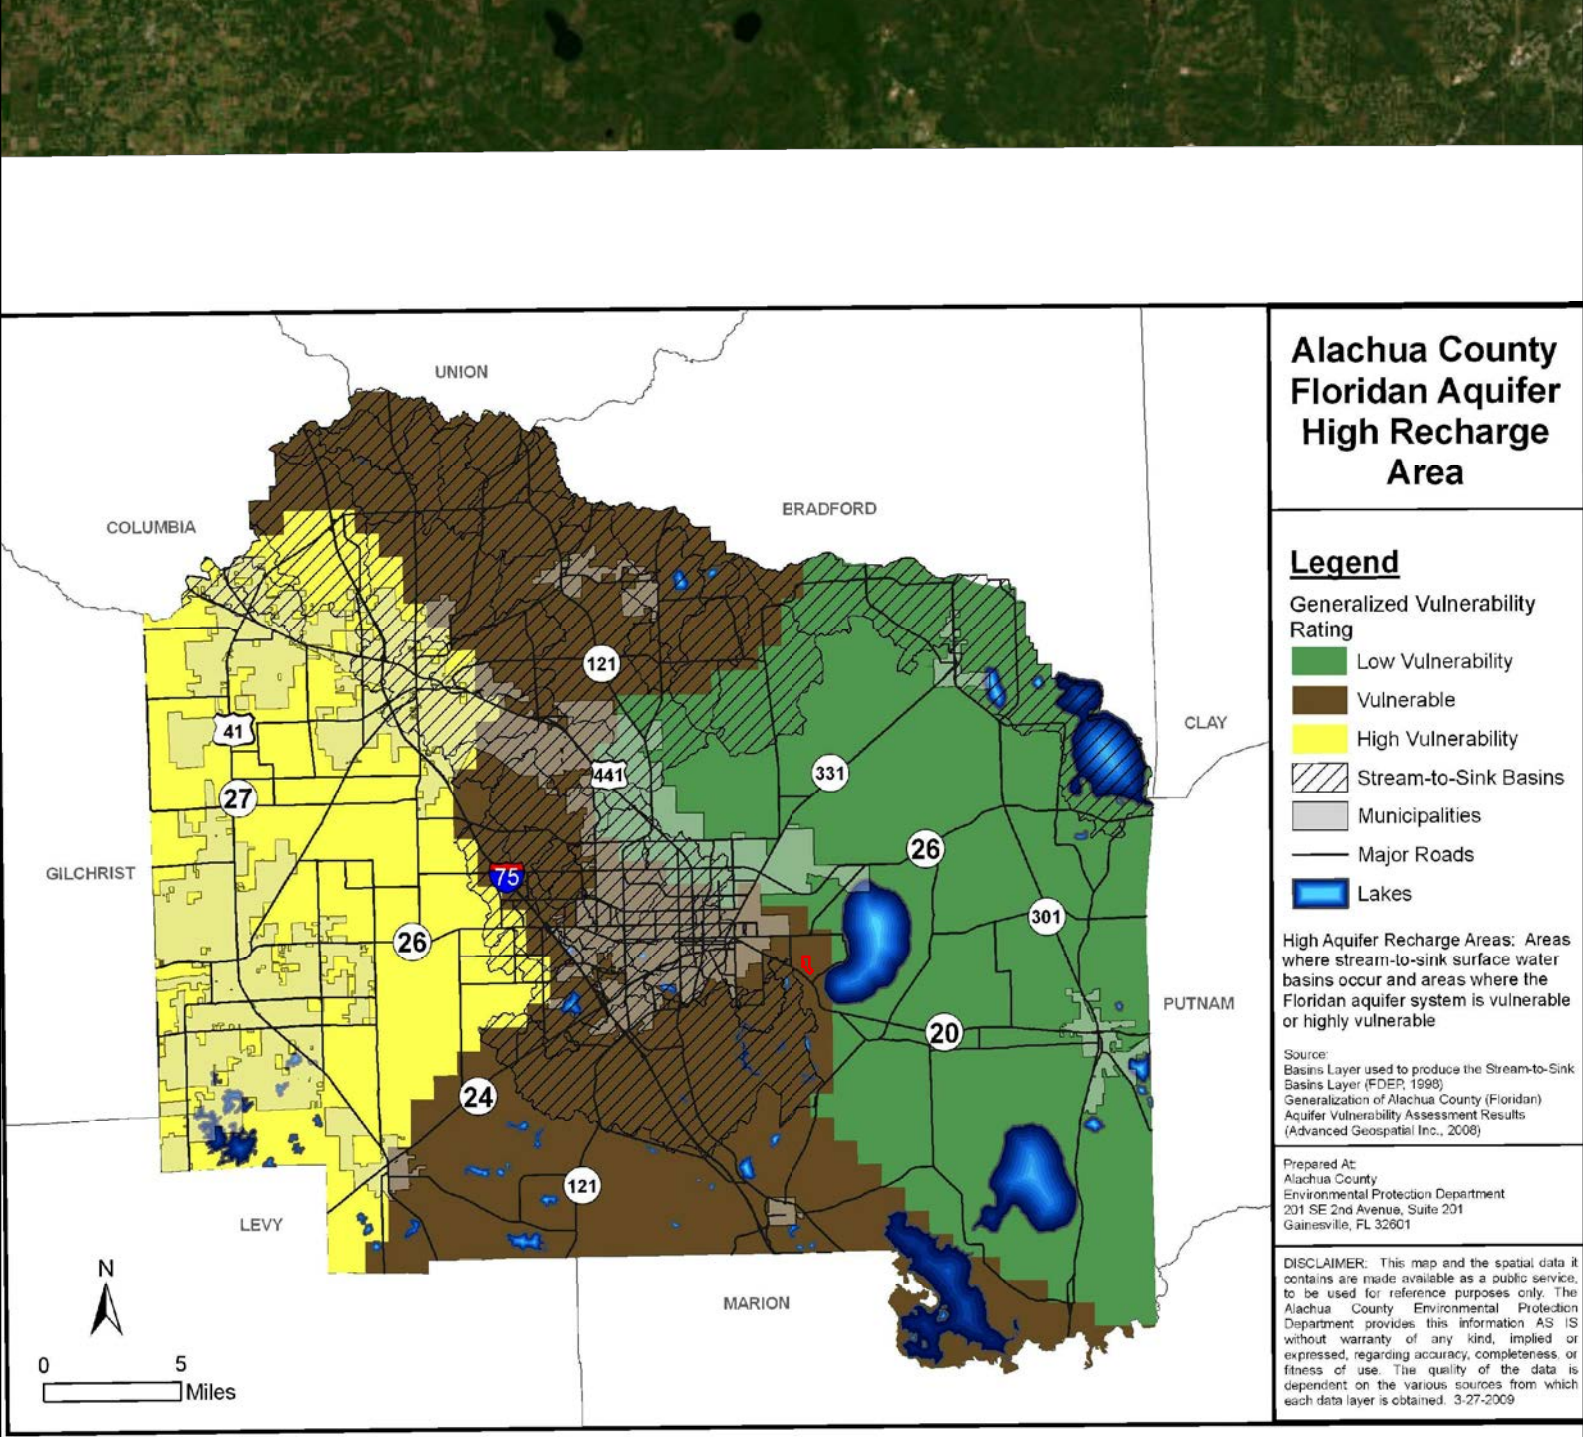 Alachua County
Floridan Aquifer
High Recharge
Area
Legend
Generalized Vulnerability
Rating
Low Vulnerability
Vulnerable
High Vulnerability
Stream-to-Sink Basins
Municipalities
Major Roads
Lakes
High Aquifer Recharge Areas: Areas
where stream-to-sink surface water
basins occur and areas where the
Floridan aquifer system is vulnerable
or highly vulnerable
Source:
Basins Layer used to produce the Stream-to-Sink
Basins Layer (FDEP, 1998)
Generalization of Alachua County (Floridan)
Aquifer Vulnerability Assessment Results
(Advanced Geospatial Inc., 2008)
Prepared At:
Alachua County
Environmental Protection Department
201 SE 2nd Avenue, Suite 201
Gainesville, FL 32601
DISCLAIMER: This map and the spatial data it
contains are made available as a public service,
to be used for reference purposes only. The
Alachua County Environmental Protection
Department provides this information AS IS
without warranty of any kind, implied or
expressed, regarding accuracy, completeness, or
fitness of use. The quality of the data is
dependent on the various sources from which
each data layer is obtained. 3-27-2009
UNION
BRADFORD
COLUMBIA
121
CLAY
41
331
441
27
26
GILCHRIST
75
301
26
PUTNAM
20
24
121
LEVY
N
MARION
0 5
Miles